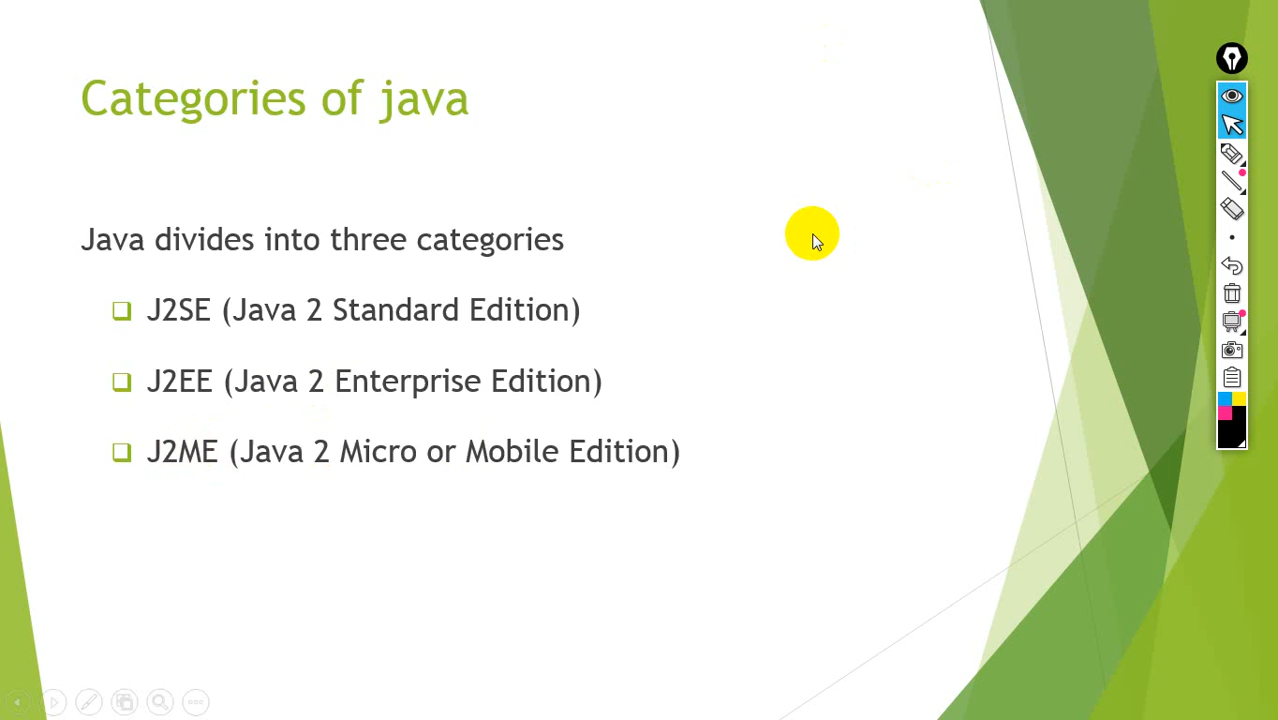 Categories of java
Java divides into three categories
J2SE (Java 2 Standard Edition)
J2EE (Java 2 Enterprise Edition)
J2ME (Java 2 Micro or Mobile Edition)